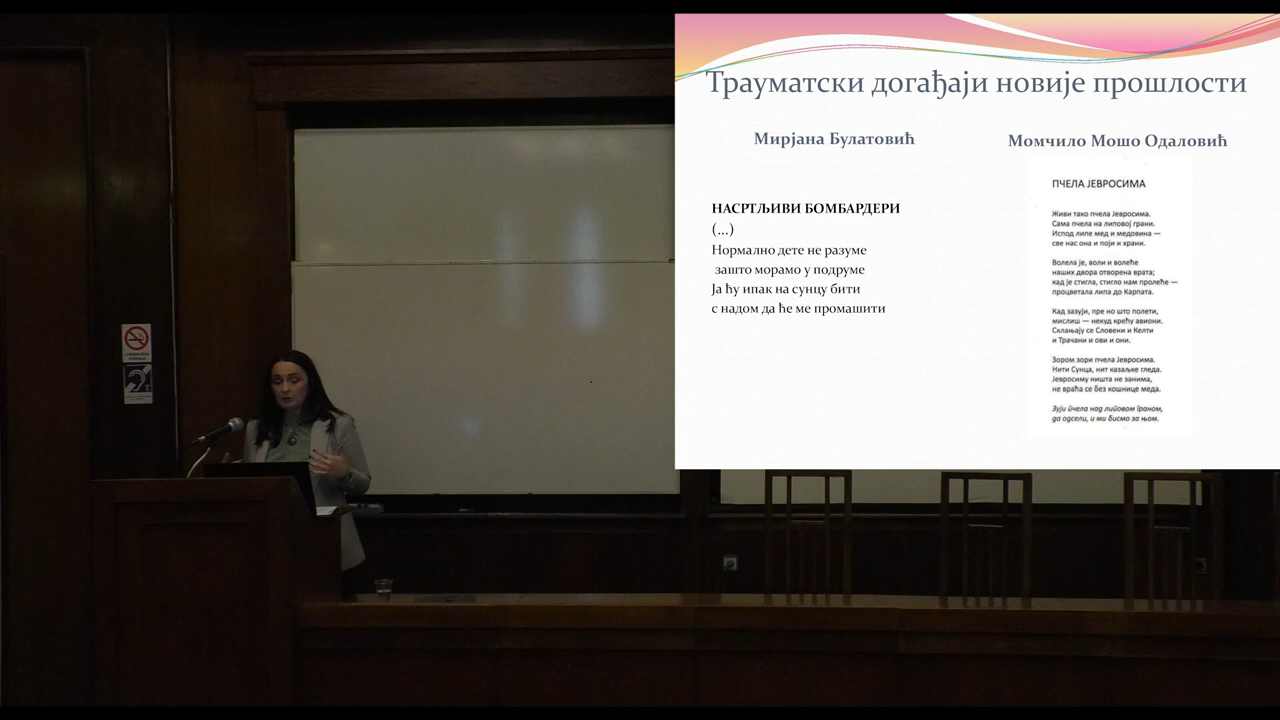 Трауматски догађаји новије прошлости
Мирјана Булатовић
НАСРТЉИВИ БОМБАРДЕРИ
(...)
Нормално дете не разуме
зашто морамо у подруме
Ја ћу ипак на сунцу бити
с надом да ће ме промашити
Момчило Мошо Одаловић
ПЧЕЛА ЈЕВРОСИМА
Живи тако пчела Јевросима.
Сама пчела на липовој грани.
Испод липе мед и медовина —
све нас она и поји и храни.
Волела је, воли и волеће
наших двора отворена врата;
кад је стигла, стигло нам пролеће —
процветала липа до Карпата.
Кад зазуји, пре но што полети,
мислиш — некуд крећу авиони.
Склањају се Словени и Келти
и Трачани и ови и они.
Зором зори пчела Јевросима.
Нити Сунца, нит казаљке гледа.
Јевросиму ништа не занима,
не враћа се без кошнице меда.
Зуји пчела над липовом граном,
да одсели, и ми бисмо за њом.